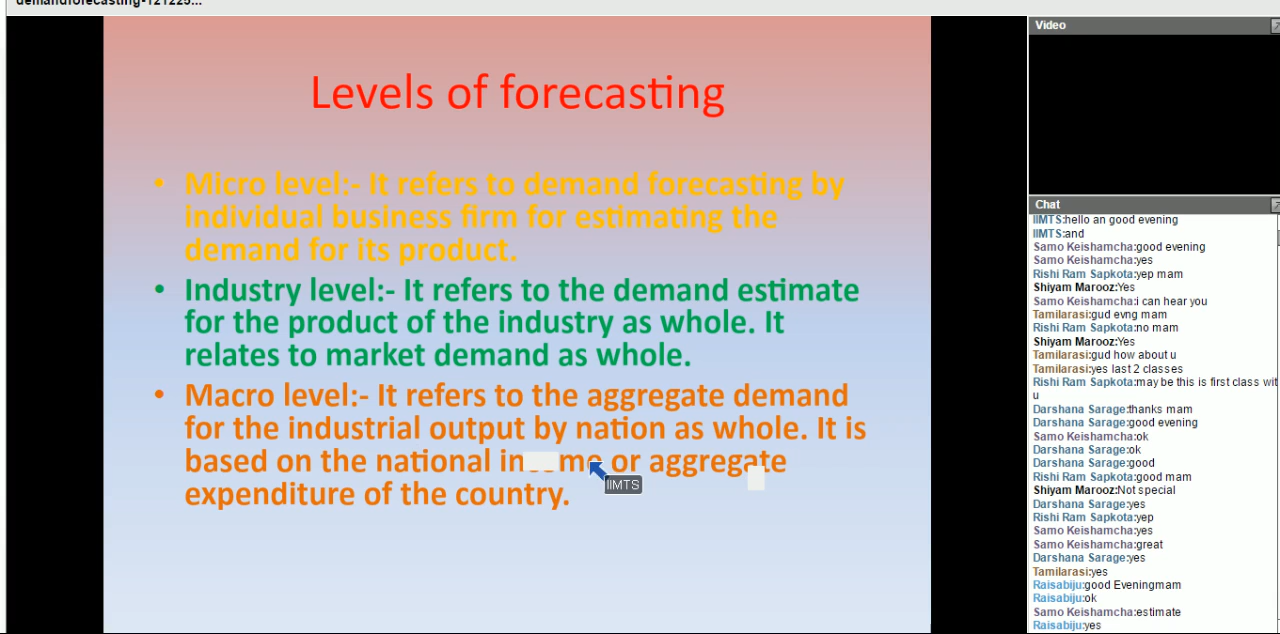 demandforecasting-121225...
Levels of forecasting
• Micro level:- It refers to demand forecasting by
individual business firm for estimating the
demand for its product.
• Industry level:- It refers to the demand estimate
for the product of the industry as whole. It
relates to market demand as whole.
• Macro level:- It refers to the aggregate demand
for the industrial output by nation as whole. It is
based on the national income or aggregate
expenditure of the country.
IIMTS
Video
Chat
IIMTS:hello an good evening
IIMTS:and
Samo Keishamcha:good evening
Samo Keishamcha:yes
Rishi Ram Sapkota:yep mam
Shiyam Marooz:Yes
Samo Keishamcha:i can hear you
Tamilarasi:gud evng mam
Rishi Ram Sapkota:no mam
Shiyam Marooz:Yes
Tamilarasi:gud how about u
Tamilarasi:yes last 2 classes
Rishi Ram Sapkota:may be this is first class wit
u
Darshana Sarage:thanks mam
Darshana Sarage:good evening
Samo Keishamcha:ok
Darshana Sarage:ok
Darshana Sarage:good
Rishi Ram Sapkota:good mam
Shiyam Marooz:Not special
Darshana Sarage:yes
Rishi Ram Sapkota:yep
Samo Keishamcha:yes
Samo Keishamcha:great
Darshana Sarage:yes
Tamilarasi:yes
Raisabiju:good Eveningmam
Raisabiju:ok
Samo Keishamcha:estimate
Raisabiju:yes